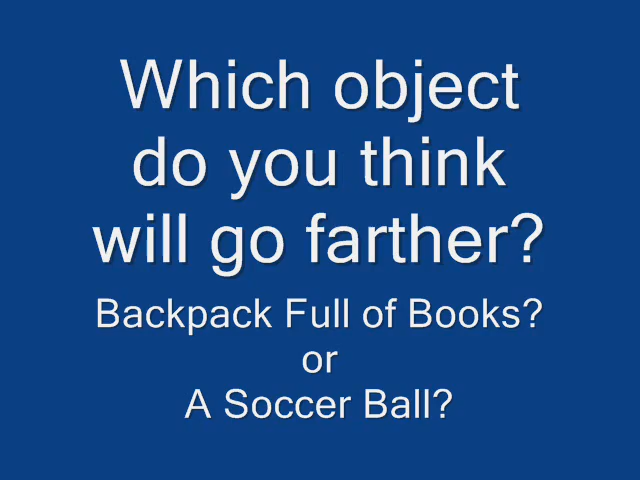 Which object
do you think
will go farther?
Backpack Full of Books?
or
A Soccer Ball?